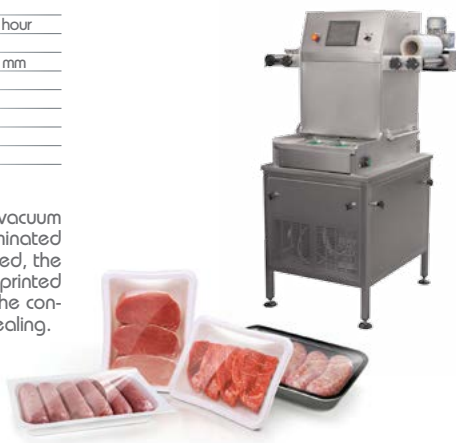 hour
mm
vacuum
minated
ed, the
printed
he con-
ealing.